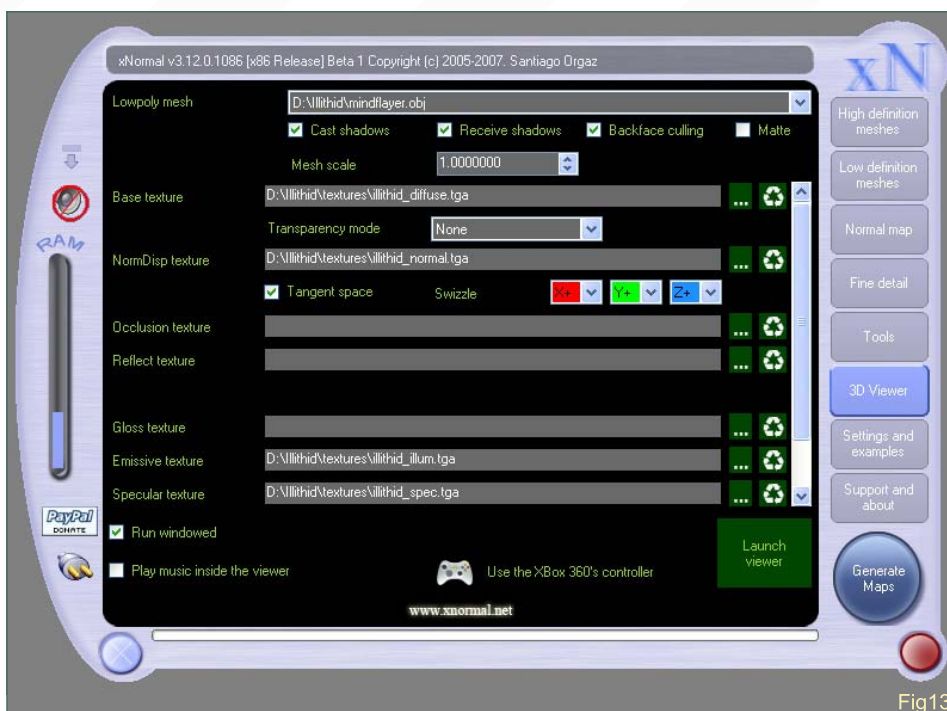 xNormal v3.12.0.1086 [x86 Release] Beta 1 Copyright (c) 2005-2007. Santiago Orgaz
xN
Lowpoly mesh
D:\Illithid\mindflayer.obj
Cast shadows
Receive shadows
Backface culling
Matte
Mesh scale
1.0000000
Base texture
D:\Illithid\textures\illithid_diffuse.tga
...
Transparency mode
None
NormDisp texture
D:\Illithid\textures\illithid_normal.tga
...
Tangent space
Swizzle
X+
Y+
Z+
Occlusion texture
...
Reflect texture
...
Gloss texture
...
Emissive texture
D:\Illithid\textures\illithid_illum.tga
...
Specular texture
D:\Illithid\textures\illithid_spec.tga
...
Run windowed
Play music inside the viewer
Use the XBox 360's controller
Launch
viewer
www.xnormal.net
RAM
PayPal
DONATE
High definition
meshes
Low definition
meshes
Normal map
Fine detail
Tools
3D Viewer
Settings and
examples
Support and
about
Generate
Maps
Fig13